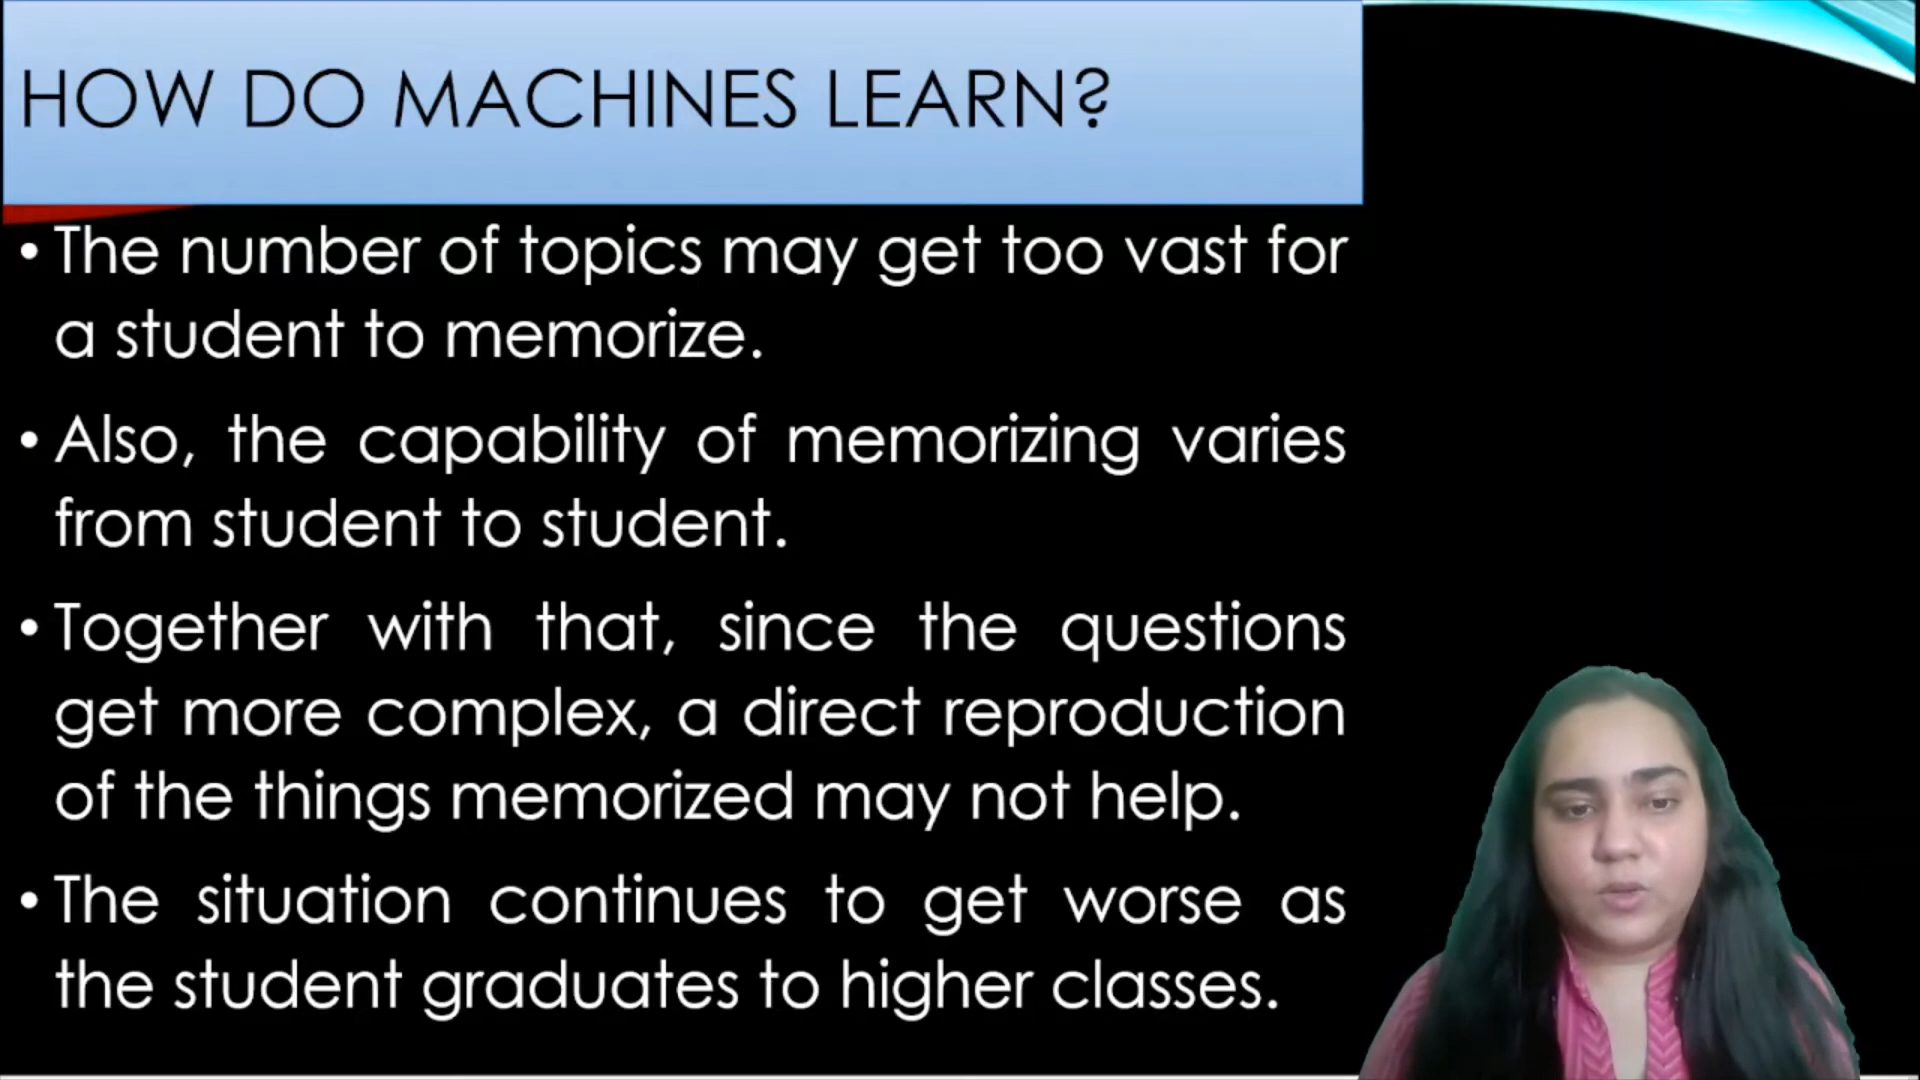 HOW DO MACHINES LEARN?
• The number of topics may get too vast for
a student to memorize.
• Also, the capability of memorizing varies
from student to student.
• Together with that, since the questions
get more complex, a direct reproduction
of the things memorized may not help.
• The situation continues to get worse as
the student graduates to higher classes.